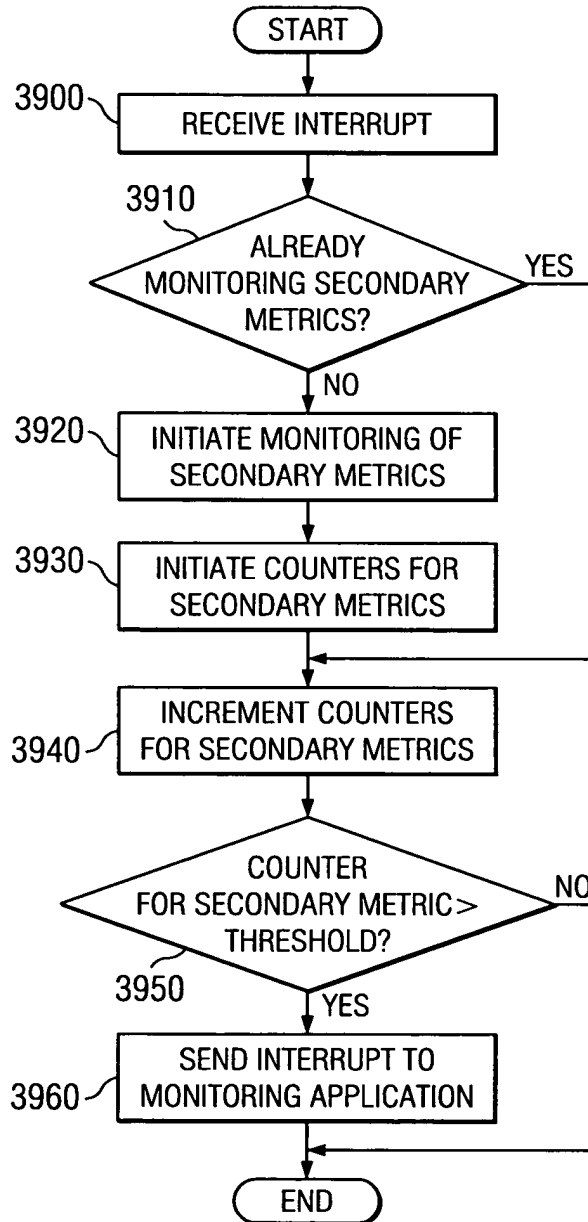 START
3900
RECEIVE INTERRUPT
3910
ALREADY
MONITORING SECONDARY
METRICS?
YES
NO
3920
INITIATE MONITORING OF
SECONDARY METRICS
3930
INITIATE COUNTERS FOR
SECONDARY METRICS
3940
INCREMENT COUNTERS
FOR SECONDARY METRICS
COUNTER
FOR SECONDARY METRIC >
THRESHOLD?
NO
3950
YES
3960
SEND INTERRUPT TO
MONITORING APPLICATION
END